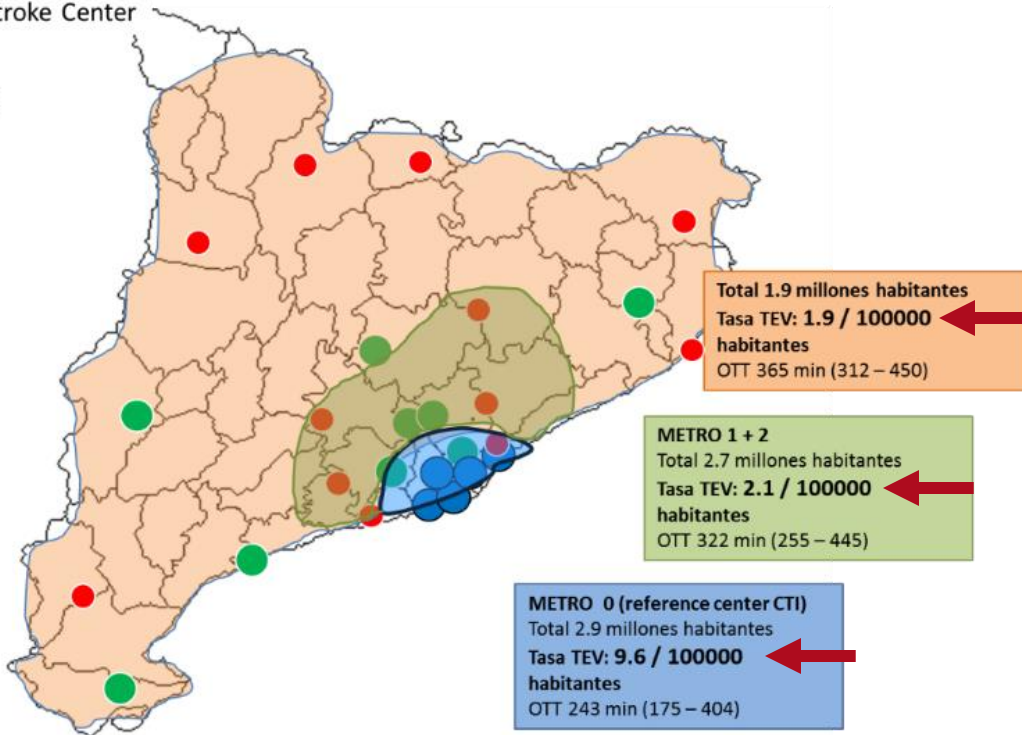 Stroke Center
Total 1.9 millones habitantes
Tasa TEV: 1.9 / 100000
habitantes
OTT 365 min (312 – 450)
METRO 1 + 2
Total 2.7 millones habitantes
Tasa TEV: 2.1 / 100000
habitantes
OTT 322 min (255 – 445)
METRO 0 (reference center CTI)
Total 2.9 millones habitantes
Tasa TEV: 9.6 / 100000
habitantes
OTT 243 min (175 – 404)